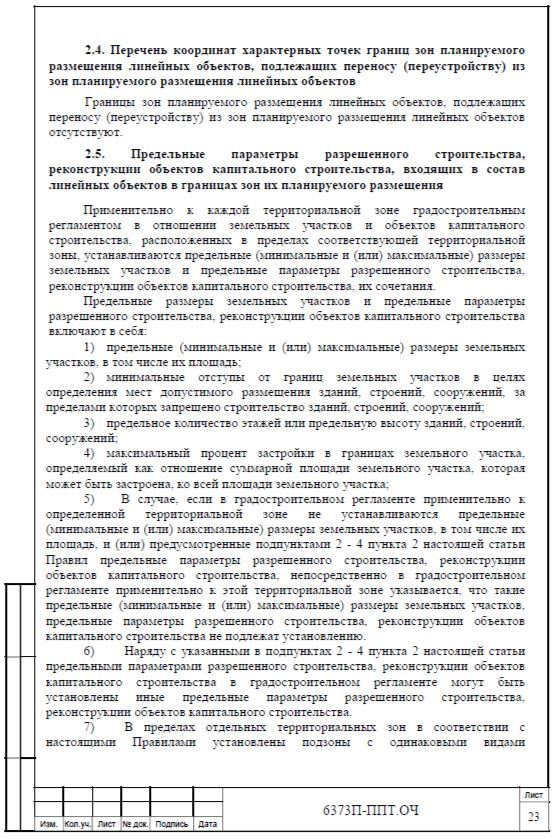 2.4. Перечень координат характерных точек границ зон планируемого
размещения линейных объектов, подлежащих переносу (переустройству) из
зон планируемого размещения линейных объектов
Границы зон планируемого размещения линейных объектов, подлежащих
переносу (переустройству) из зон планируемого размещения линейных объектов
отсутствуют.
2.5. Предельные параметры разрешенного строительства,
реконструкции объектов капитального строительства, входящих в состав
линейных объектов в границах зон их планируемого размещения
Применительно к каждой территориальной зоне градостроительным
регламентом в отношении земельных участков и объектов капитального
строительства, расположенных в пределах соответствующей территориальной
зоны, устанавливаются предельные (минимальные и (или) максимальные) размеры
земельных участков и предельные параметры разрешенного строительства,
реконструкции объектов капитального строительства, их сочетания.
Предельные размеры земельных участков и предельные параметры
разрешенного строительства, реконструкции объектов капитального строительства
включают в себя:
1) предельные (минимальные и (или) максимальные) размеры земельных
участков, в том числе их площадь;
2) минимальные отступы от границ земельных участков в целях
определения мест допустимого размещения зданий, строений, сооружений, за
пределами которых запрещено строительство зданий, строений, сооружений;
3) предельное количество этажей или предельную высоту зданий, строений,
сооружений;
4) максимальный процент застройки в границах земельного участка,
определяемый как отношение суммарной площади земельного участка, которая
может быть застроена, ко всей площади земельного участка;
5) В случае, если в градостроительном регламенте применительно к
определенной территориальной зоне не устанавливаются предельные
(минимальные и (или) максимальные) размеры земельных участков, в том числе их
площадь, и (или) предусмотренные подпунктами 2 - 4 пункта 2 настоящей статьи
Правил предельные параметры разрешенного строительства, реконструкции
объектов капитального строительства, непосредственно в градостроительном
регламенте применительно к этой территориальной зоне указывается, что такие
предельные (минимальные и (или) максимальные) размеры земельных участков,
предельные параметры разрешенного строительства, реконструкции объектов
капитального строительства не подлежат установлению.
6) Наряду с указанными в подпунктах 2 - 4 пункта 2 настоящей статьи
предельными параметрами разрешенного строительства, реконструкции объектов
капитального строительства в градостроительном регламенте могут быть
установлены иные предельные параметры разрешенного строительства,
реконструкции объектов капитального строительства.
7) В пределах отдельных территориальных зон в соответствии с
настоящими Правилами установлены подзоны с одинаковыми видами
6373П-ППТ.ОЧ
Лист
23
Изм. Кол.уч. Лист № док. Подпись Дата